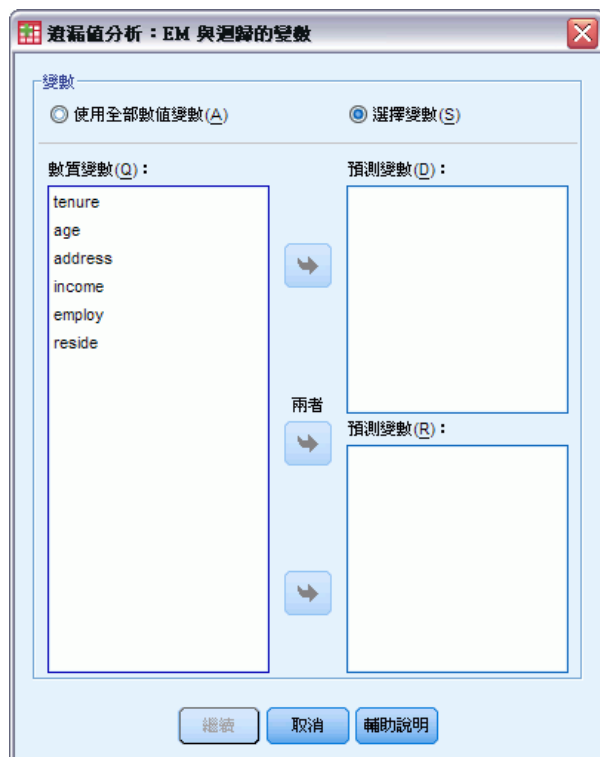 遺漏值分析：EM 與迴歸的變數
變數
使用全部數值變數(A)
選擇變數(S)
數質變數(Q)：
tenure
age
address
income
employ
reside
預測變數(D)：
兩者
預測變數(R)：
繼續
取消
輔助說明